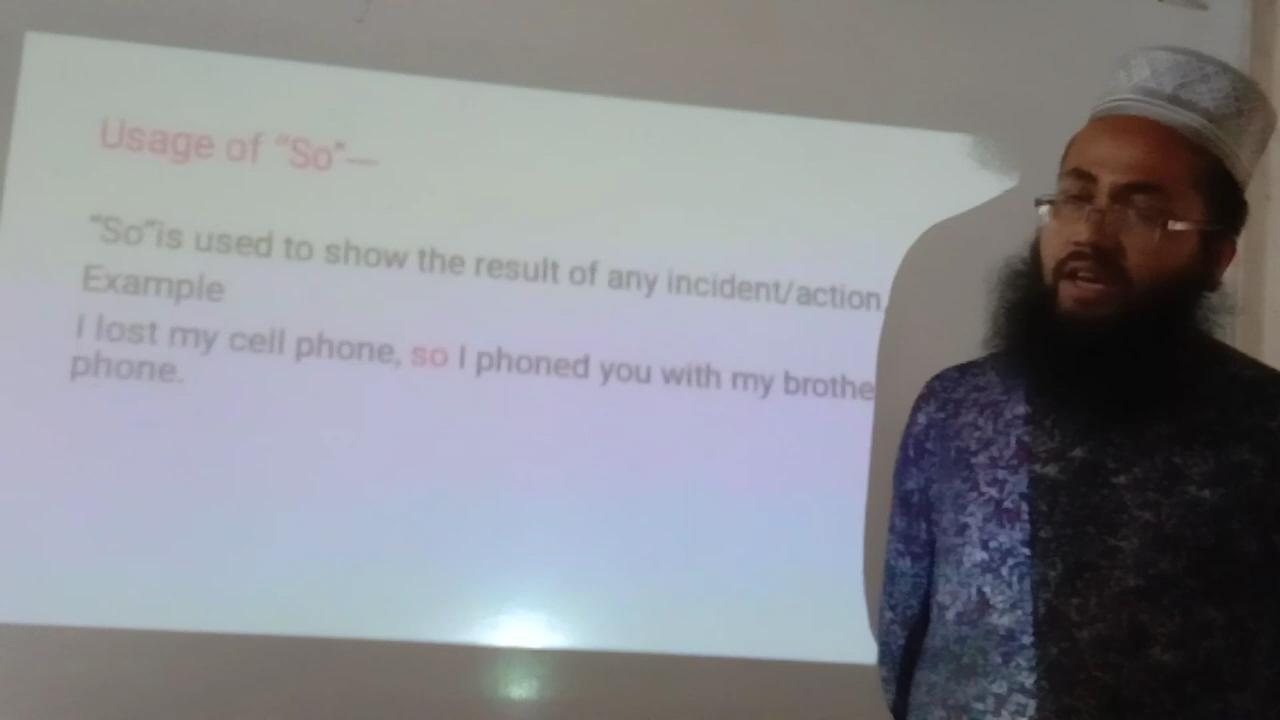 Usage of “So”—
“So”is used to show the result of any incident/action.
Example
I lost my cell phone, so I phoned you with my brothe
phone.